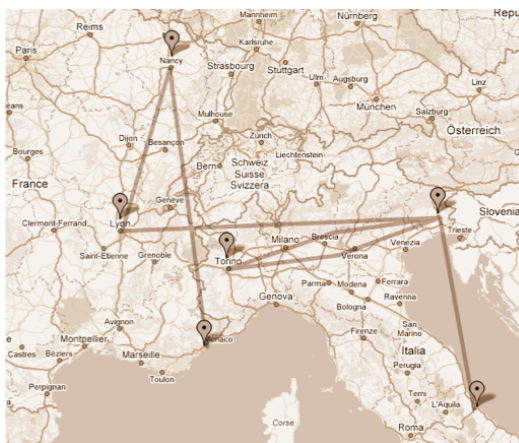 Mannheim
Nürnberg
Repu
Reims
Paris
Karlsruhe
Nancy
Strasbourg
Stuttgart
Ulm
Augsburg
Linz
München
Salzburg
Mulhouse
Zürich
Österreich
Dijon
Besançon
Bern
Schweiz
Suisse
Svizzera
Liechtenstein
Bourges
France
Genève
Lyon
Clermont-Ferrand
Slovenia
Trieste
Saint-Étienne
Grenoble
Torino
Milano
Brescia
Verona
Venezia
Parma
Modena
Ferrara
Bologna
Ravenna
Genova
Avignon
Monaco
Firenze
San
Marino
Montpellier
Castres
Béziers
Marseille
Toulon
Italia
Perugia
Perpignan
Terni
L'Aquila
Corse
Roma